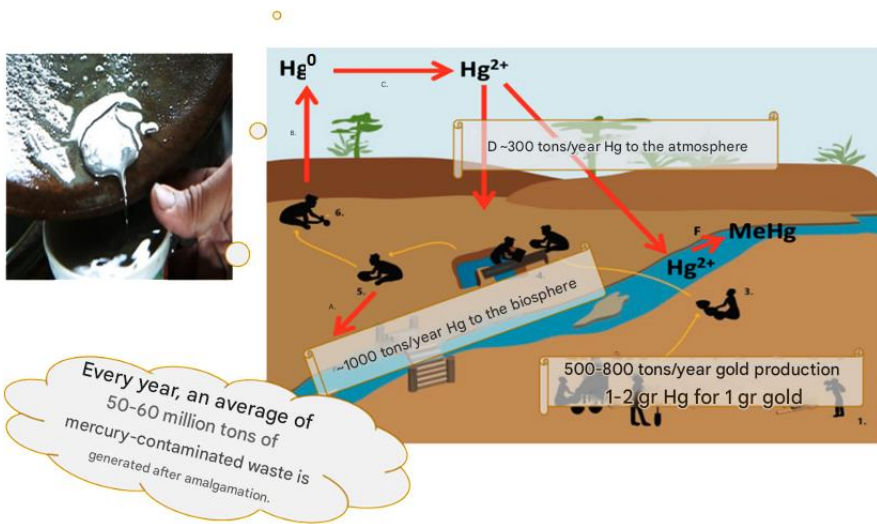 Hg0
Hg2+
C.
B.
D ~300 tons/year Hg to the atmosphere
6.
F
MeHg
Hg2+
5.
4.
3.
A.
~1000 tons/year Hg to the biosphere
500-800 tons/year gold production
1-2 gr Hg for 1 gr gold
1.
Every year, an average of
50-60 million tons of
mercury-contaminated waste is
generated after amalgamation.